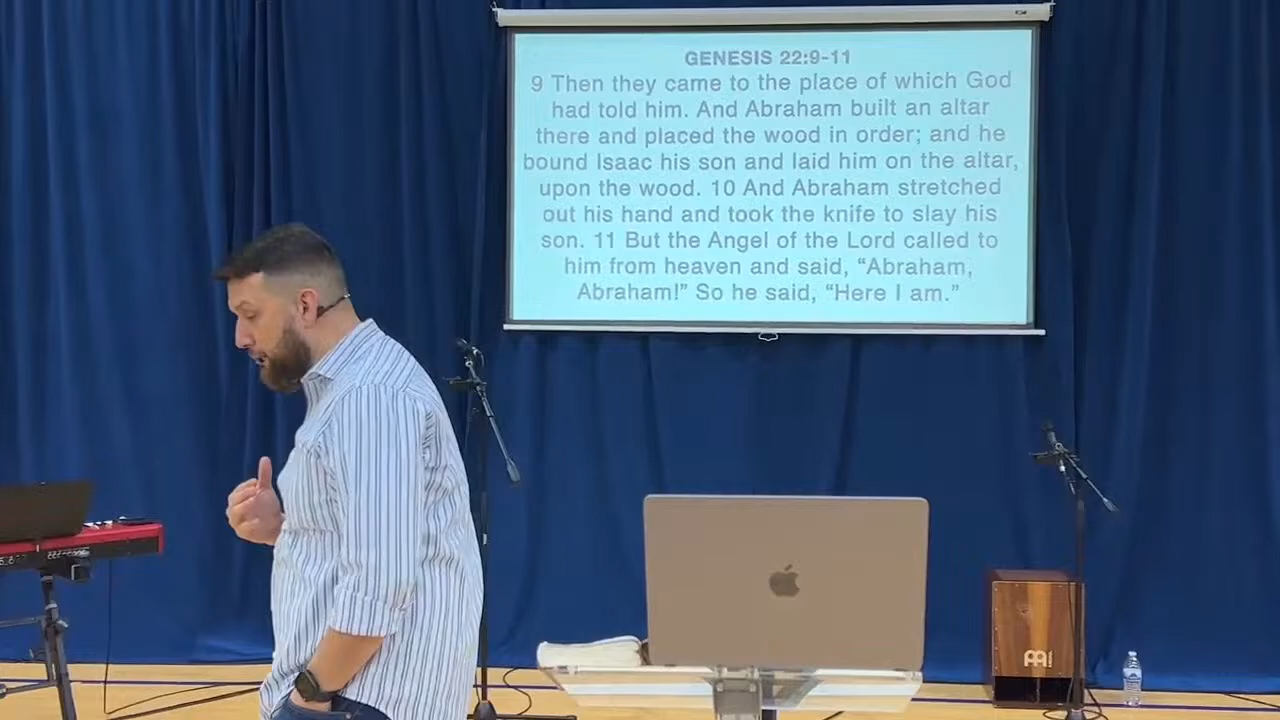 GENESIS 22:9-11
9 Then they came to the place of which God
had told him. And Abraham built an altar
there and placed the wood in order; and he
bound Isaac his son and laid him on the altar,
upon the wood. 10 And Abraham stretched
out his hand and took the knife to slay his
son. 11 But the Angel of the Lord called to
him from heaven and said, “Abraham,
Abraham!” So he said, “Here I am.”